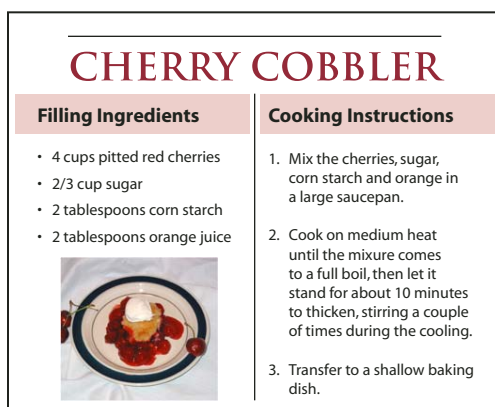 CHERRY COBBLER
Filling Ingredients
• 4 cups pitted red cherries
• 2/3 cup sugar
• 2 tablespoons corn starch
• 2 tablespoons orange juice
Cooking Instructions
1. Mix the cherries, sugar,
corn starch and orange in
a large saucepan.
2. Cook on medium heat
until the mixure comes
to a full boil, then let it
stand for about 10 minutes
to thicken, stirring a couple
of times during the cooling.
3. Transfer to a shallow baking
dish.